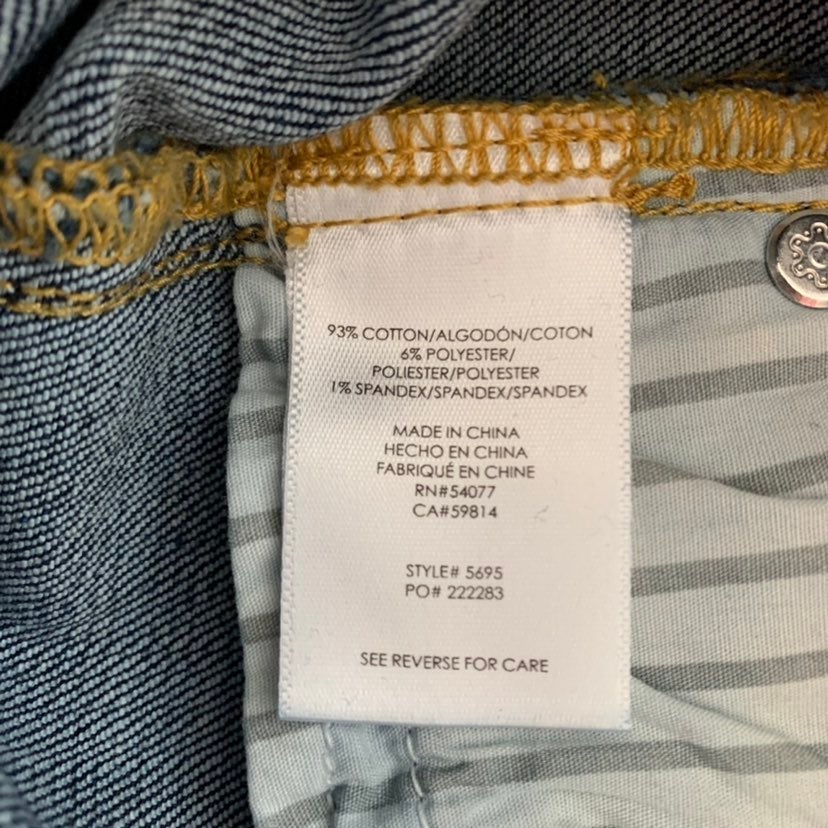 93% COTTON/ALGODÓN/COTON
6% POLYESTER/
POLIESTER/POLYESTER
1% SPANDEX/SPANDEX/SPANDEX
MADE IN CHINA
HECHO EN CHINA
FABRIQUÉ EN CHINE
RN#54077
CA#59814
STYLE# 5695
PO# 222283
SEE REVERSE FOR CARE